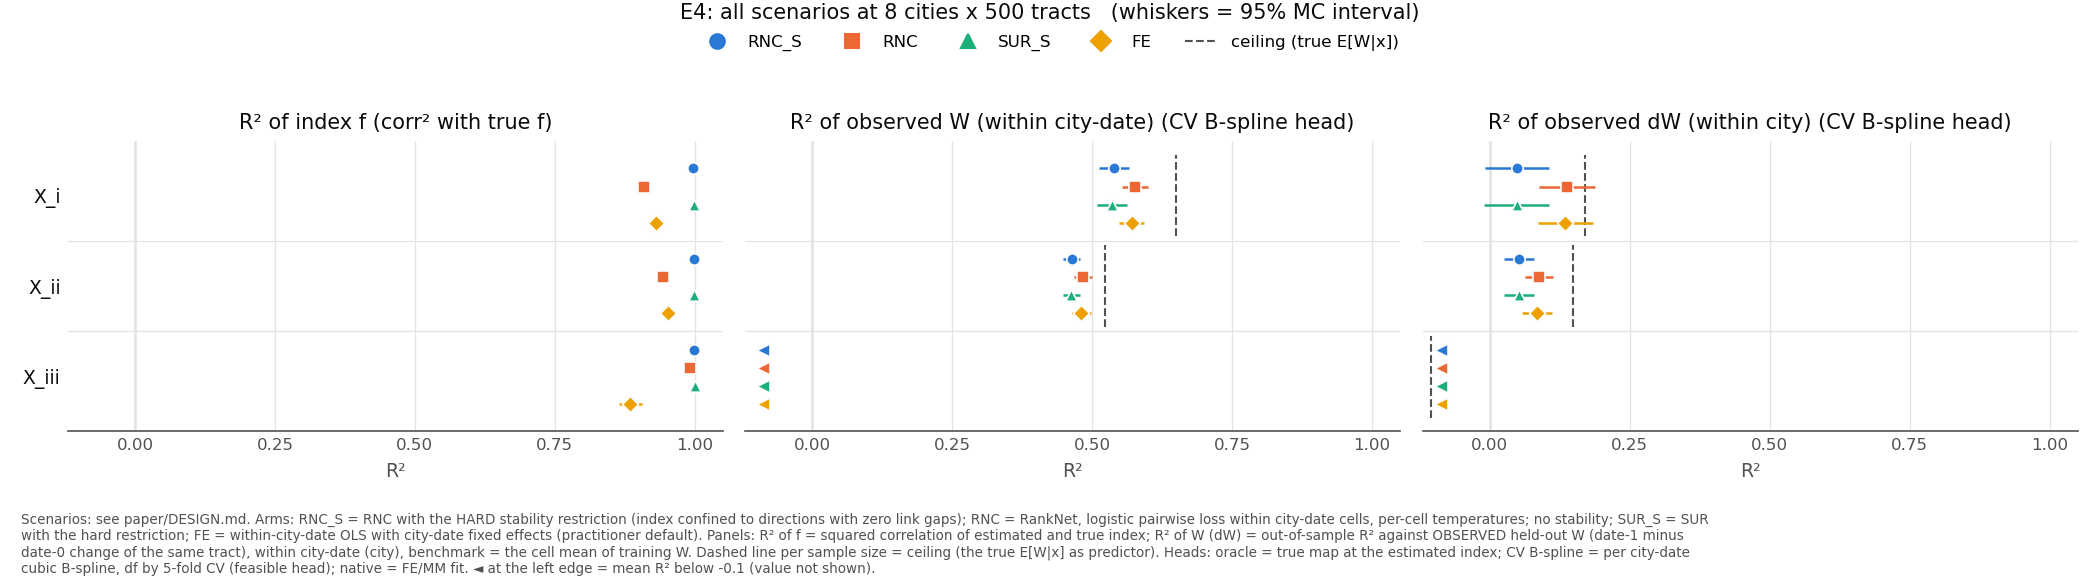 E4: all scenarios at 8 cities x 500 tracts   (whiskers = 95% MC interval)
RNC_S RNC SUR_S FE ceiling (true E[W|x])
R² of index f (corr² with true f)
R² of observed W (within city-date) (CV B-spline head)
R² of observed dW (within city) (CV B-spline head)
X_i
X_ii
X_iii
0.00 0.25 0.50 0.75 1.00
0.00 0.25 0.50 0.75 1.00
0.00 0.25 0.50 0.75 1.00
R²
R²
R²
Scenarios: see paper/DESIGN.md. Arms: RNC_S = RNC with the HARD stability restriction (index confined to directions with zero link gaps); RNC = RankNet, logistic pairwise loss within city-date cells, per-cell temperatures; no stability; SUR_S = SUR
with the hard restriction; FE = within-city-date OLS with city-date fixed effects (practitioner default). Panels: R² of f = squared correlation of estimated and true index; R² of W (dW) = out-of-sample R² against OBSERVED held-out W (date-1 minus
date-0 change of the same tract), within city-date (city), benchmark = the cell mean of training W. Dashed line per sample size = ceiling (the true E[W|x] as predictor). Heads: oracle = true map at the estimated index; CV B-spline = per city-date
cubic B-spline, df by 5-fold CV (feasible head); native = FE/MM fit. ◄ at the left edge = mean R² below -0.1 (value not shown).